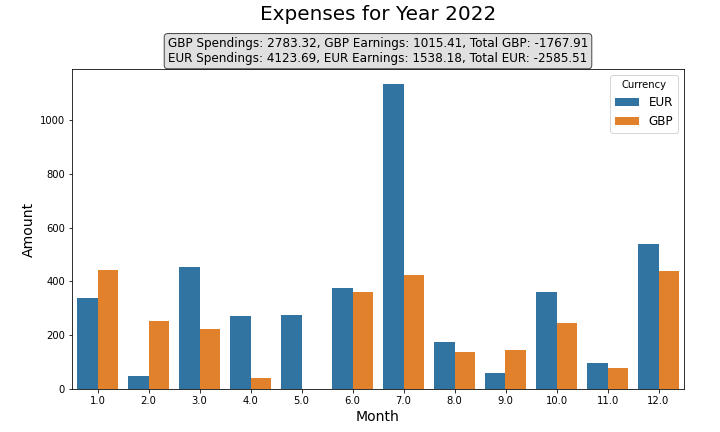 Expenses for Year 2022
GBP Spendings: 2783.32, GBP Earnings: 1015.41, Total GBP: -1767.91
EUR Spendings: 4123.69, EUR Earnings: 1538.18, Total EUR: -2585.51
Currency
EUR
GBP
Amount
1000
800
600
400
200
0
1.0 2.0 3.0 4.0 5.0 6.0 7.0 8.0 9.0 10.0 11.0 12.0
Month